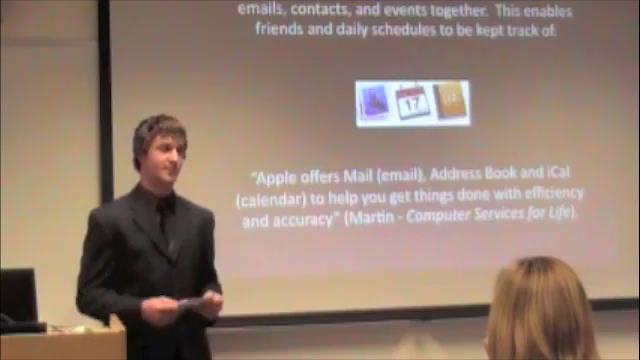 emails, contacts, and events together. This enables
friends and daily schedules to be kept track of.
17
"Apple offers Mail (email), Address Book and iCal
(calendar) to help you get things done with efficiency
and accuracy" (Martin - Computer Services for Life).